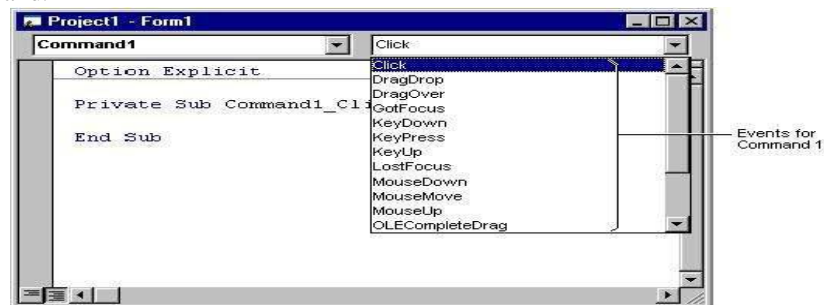 Project1 - Form1
Command1 Click
Option Explicit
Private Sub Command1_Cli
End Sub
Click
DragDrop
DragOver
GotFocus
KeyDown
KeyPress
KeyUp
LostFocus
MouseDown
MouseMove
MouseUp
OLECompleteDrag
Events for
Command 1